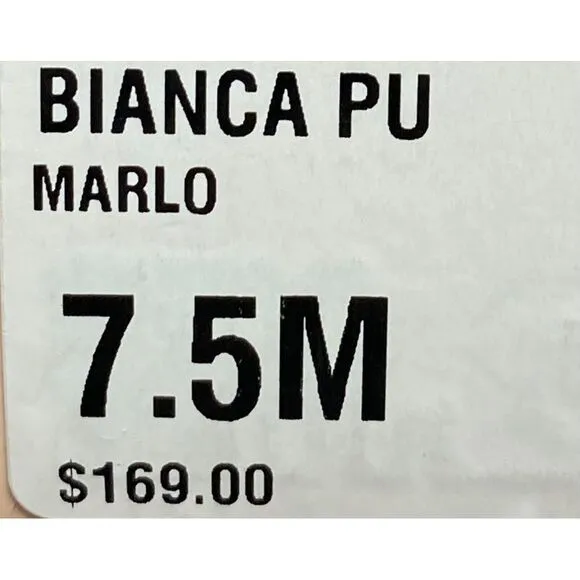 BIANCA PU
MARLO
7.5M
$169.00